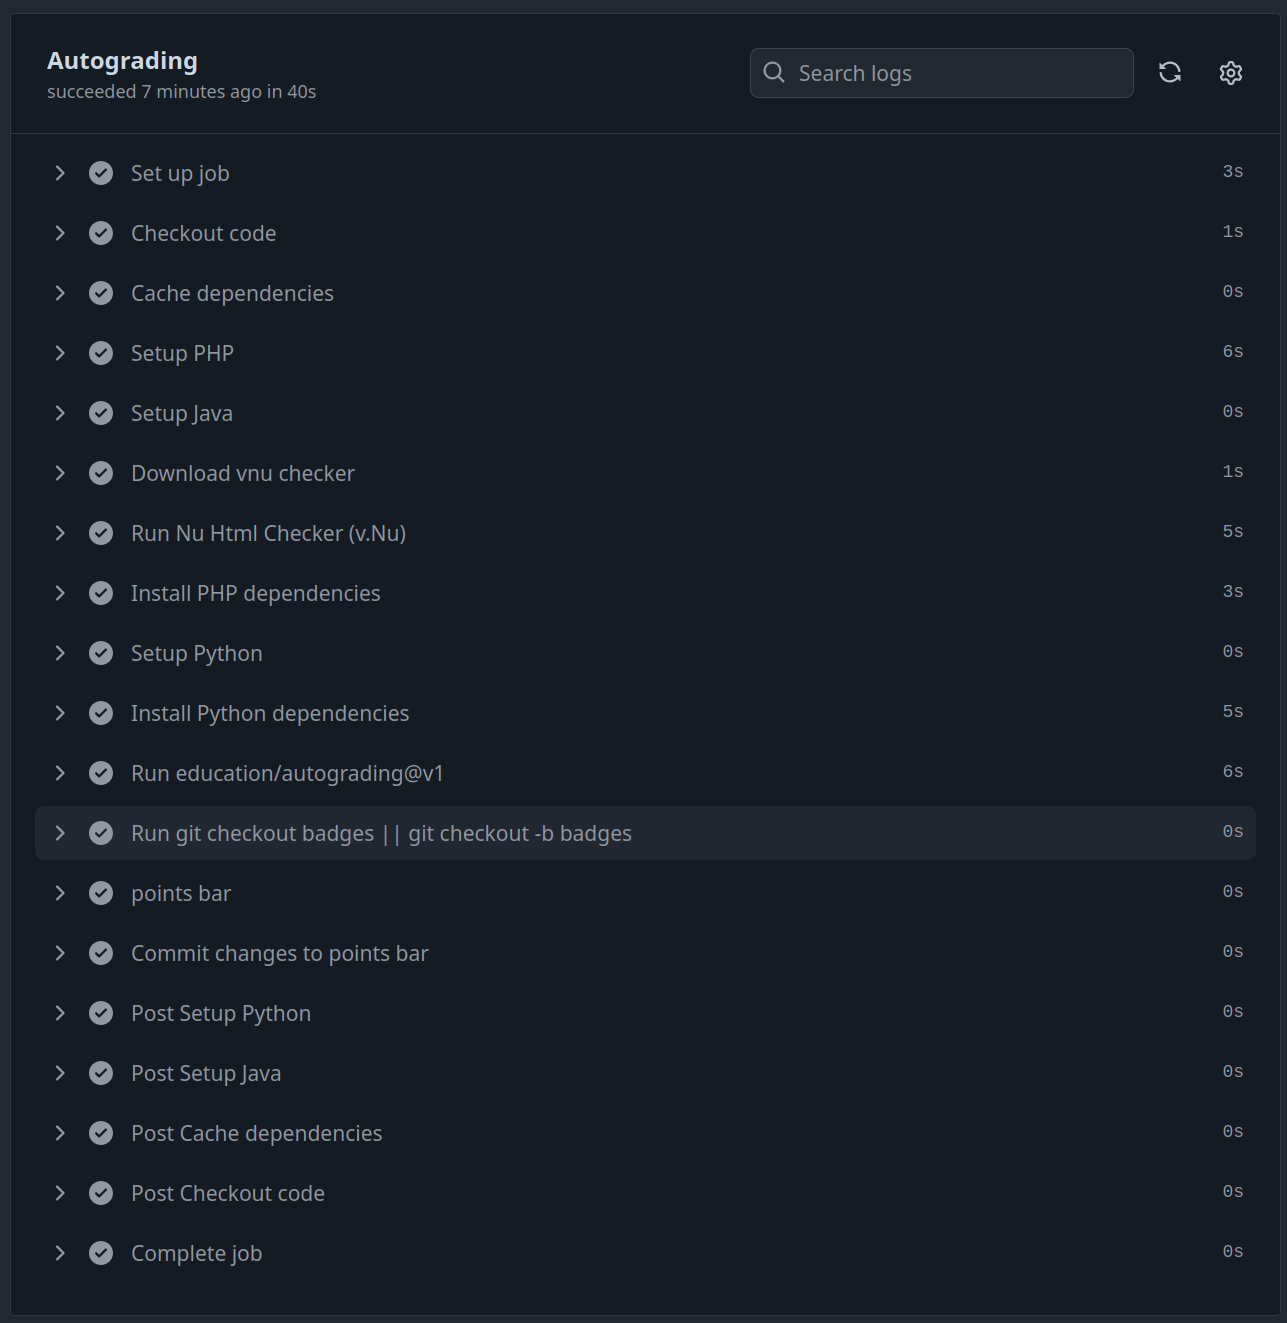 Autograding
succeeded 7 minutes ago in 40s
Search logs
Set up job 3s
Checkout code 1s
Cache dependencies 0s
Setup PHP 6s
Setup Java 0s
Download vnu checker 1s
Run Nu Html Checker (v.Nu) 5s
Install PHP dependencies 3s
Setup Python 0s
Install Python dependencies 5s
Run education/autograding@v1 6s
Run git checkout badges || git checkout -b badges 0s
points bar 0s
Commit changes to points bar 0s
Post Setup Python 0s
Post Setup Java 0s
Post Cache dependencies 0s
Post Checkout code 0s
Complete job 0s